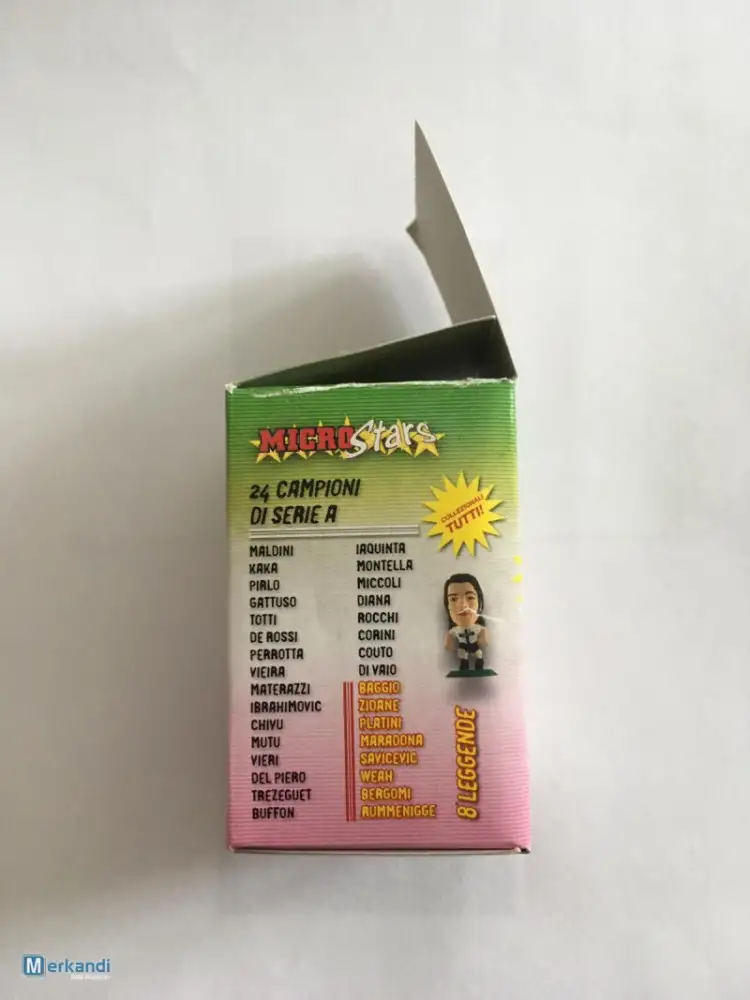 MICROStars
24 CAMPIONI
DI SERIE A
COLLEZIONALI
TUTTI!
MALDINI
KAKA
PIRLO
GATTUSO
TOTTI
DE ROSSI
PERROTTA
VIEIRA
MATERAZZI
IBRAHIMOVIC
CHIVU
MUTU
VIERI
DEL PIERO
TREZEGUET
BUFFON
IAQUINTA
MONTELLA
MICCOLI
DIANA
ROCCHI
CORINI
COUTO
DI VAIO
BAGGIO
ZIDANE
PLATINI
MARADONA
SAVICEVIC
WEAH
BERGOMI
RUMMENIGGE
8 LEGGENDE
Merkandi